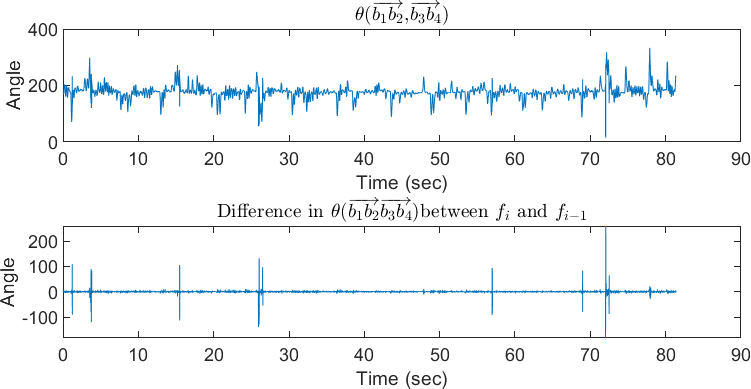 θ(b₁b₂,b₃b₄)
400
200
0
Angle
0 10 20 30 40 50 60 70 80 90
Time (sec)
Difference in θ(b₁b₂b₃b₄)between fᵢ and fᵢ₋₁
200
100
0
-100
Angle
0 10 20 30 40 50 60 70 80 90
Time (sec)